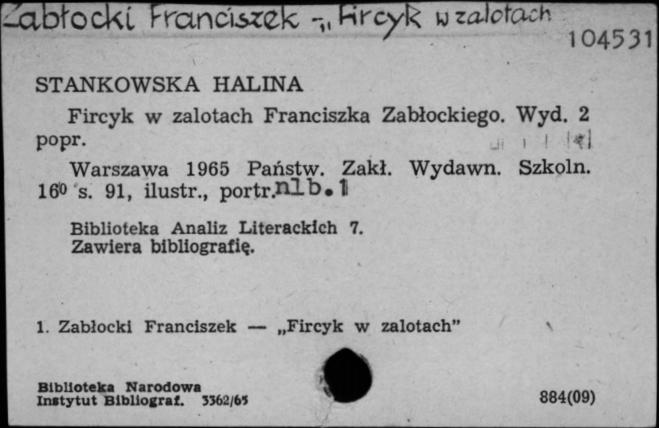 Zabłocki Franciszek - „Fircyk w zalotach
104531
STANKOWSKA HALINA
Fircyk w zalotach Franciszka Zabłockiego. Wyd. 2
popr.
Warszawa 1965 Państw. Zakł. Wydawn. Szkoln.
16⁰ s. 91, ilustr., portr.nlb.1
Biblioteka Analiz Literackich 7.
Zawiera bibliografię.
1. Zabłocki Franciszek — „Fircyk w zalotach”
Biblioteka Narodowa
Instytut Bibliograf. 3362/65
884(09)